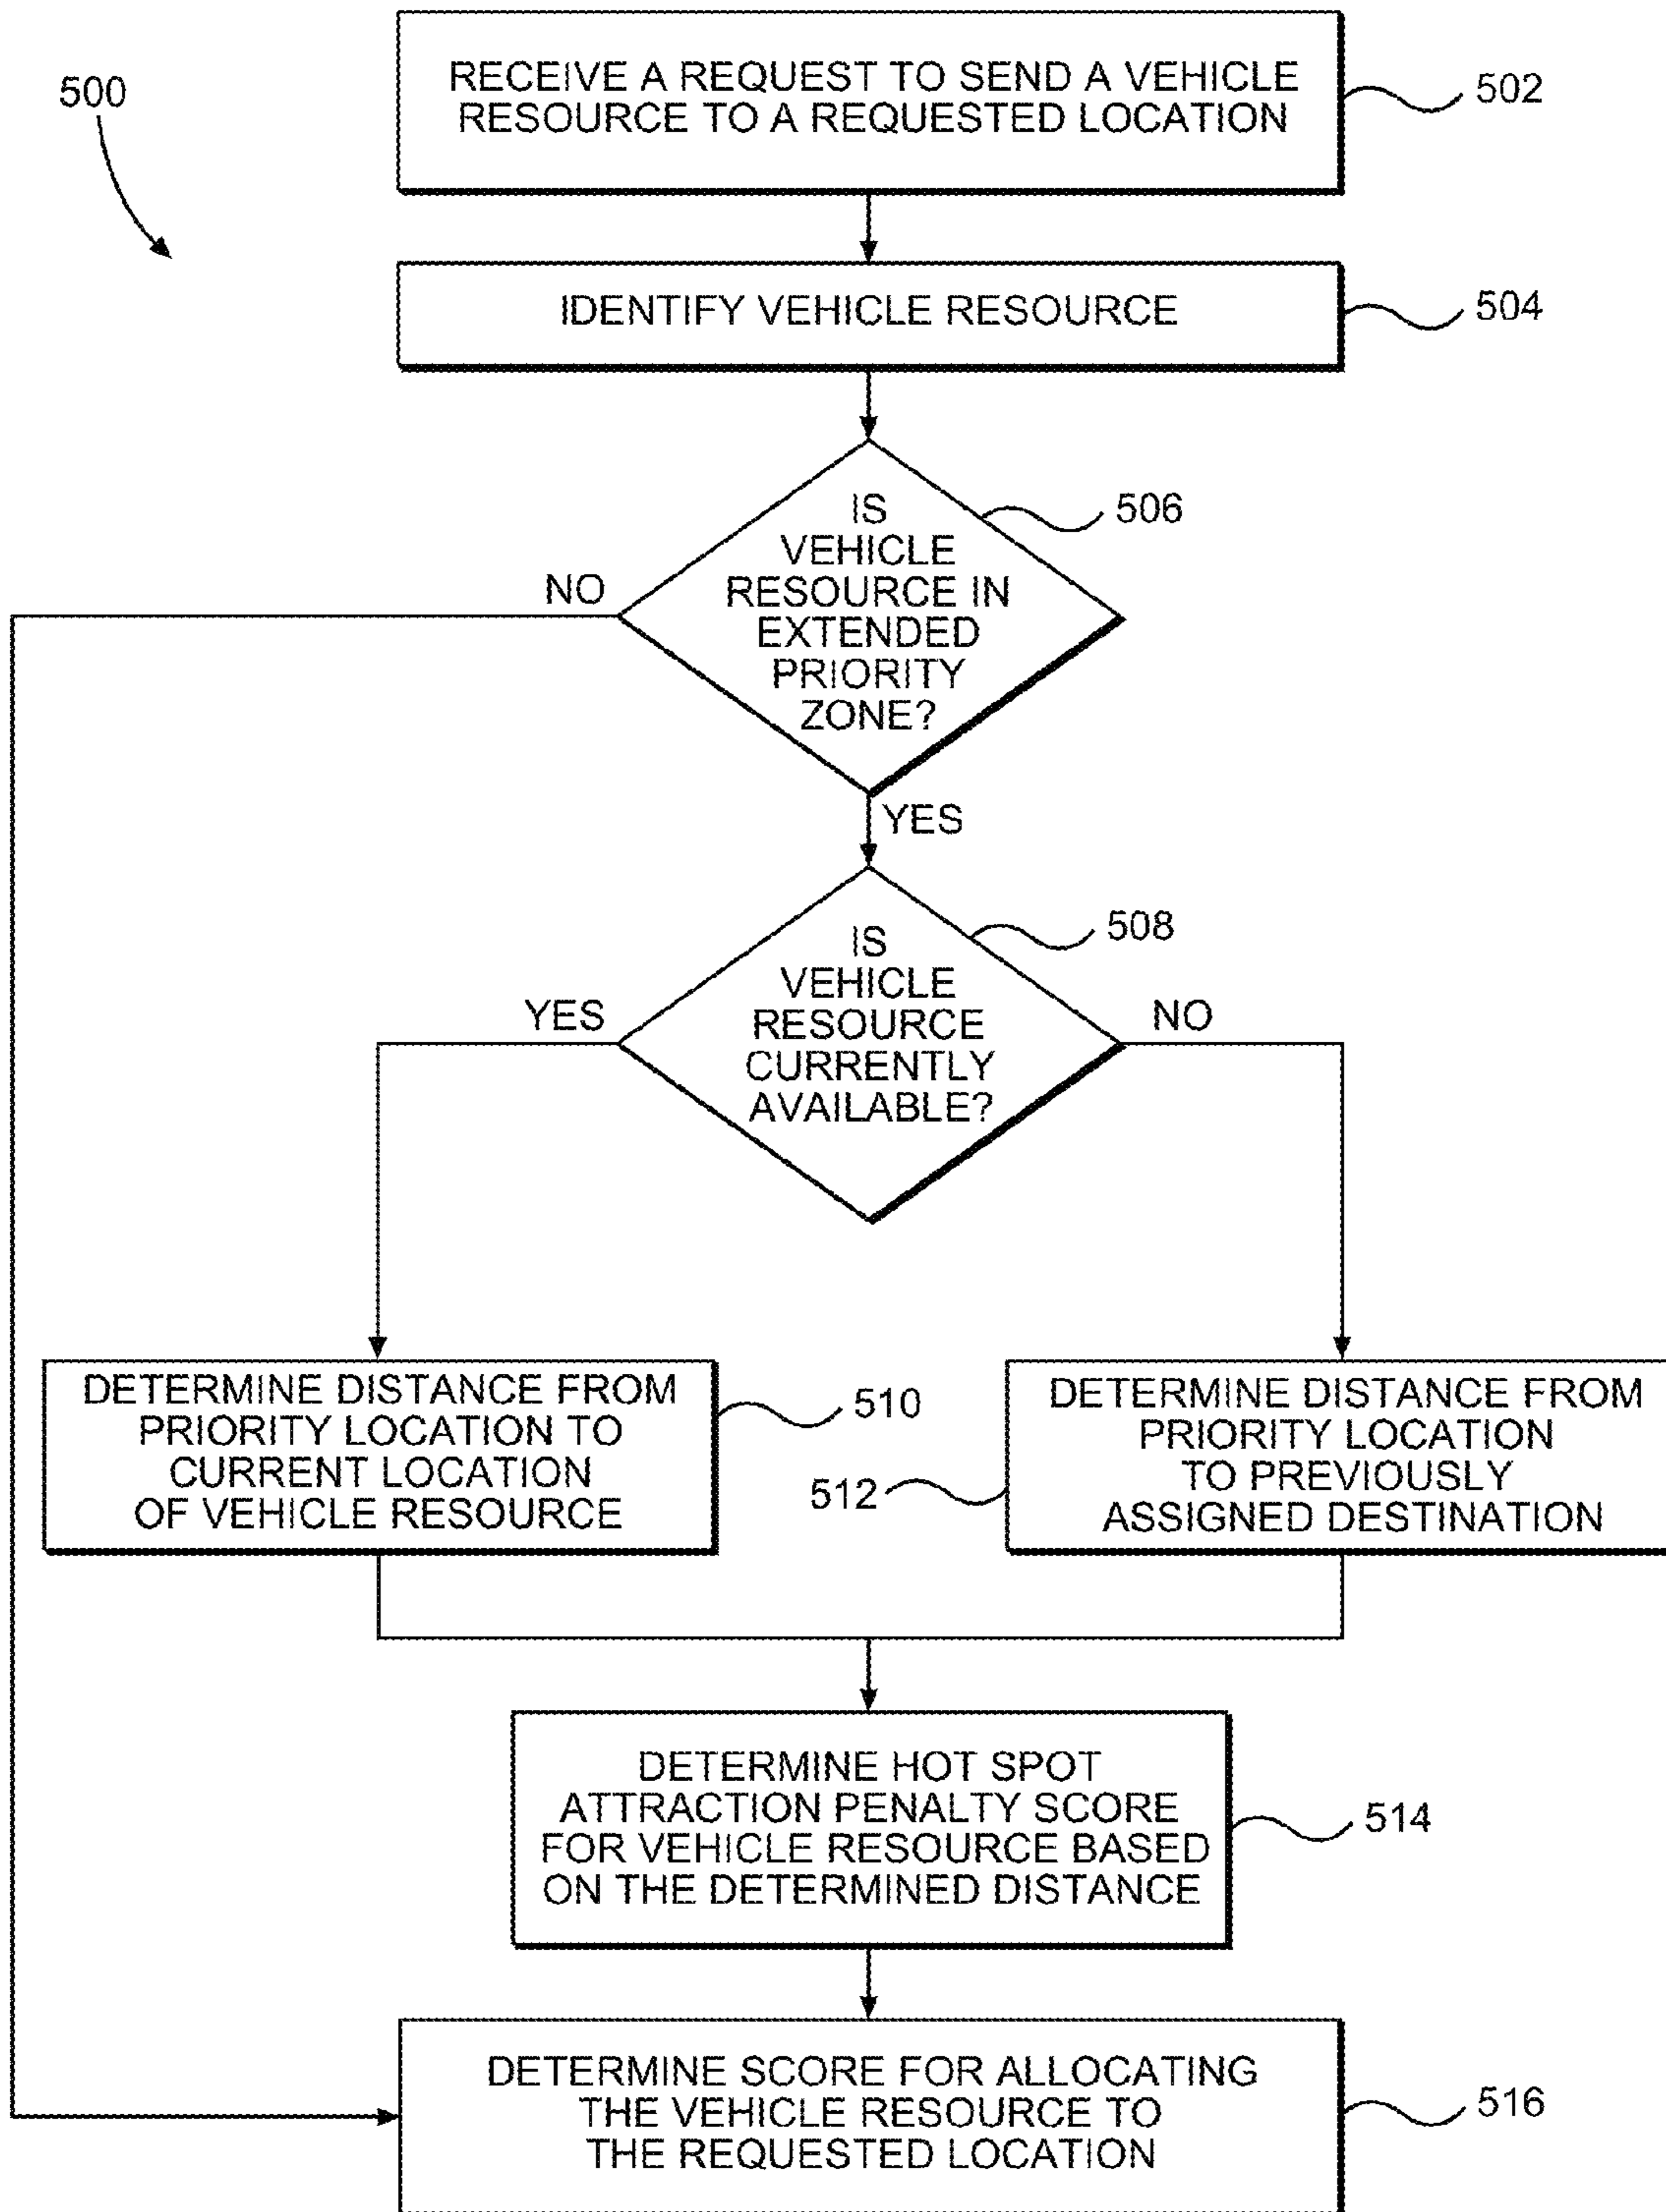 500
RECEIVE A REQUEST TO SEND A VEHICLE
RESOURCE TO A REQUESTED LOCATION
502
IDENTIFY VEHICLE RESOURCE
504
IS
VEHICLE
RESOURCE IN
EXTENDED
PRIORITY
ZONE?
506
NO
YES
IS
VEHICLE
RESOURCE
CURRENTLY
AVAILABLE?
508
YES
NO
DETERMINE DISTANCE FROM
PRIORITY LOCATION TO
CURRENT LOCATION
OF VEHICLE RESOURCE
510
DETERMINE DISTANCE FROM
PRIORITY LOCATION
TO PREVIOUSLY
ASSIGNED DESTINATION
512
DETERMINE HOT SPOT
ATTRACTION PENALTY SCORE
FOR VEHICLE RESOURCE BASED
ON THE DETERMINED DISTANCE
514
DETERMINE SCORE FOR ALLOCATING
THE VEHICLE RESOURCE TO
THE REQUESTED LOCATION
516